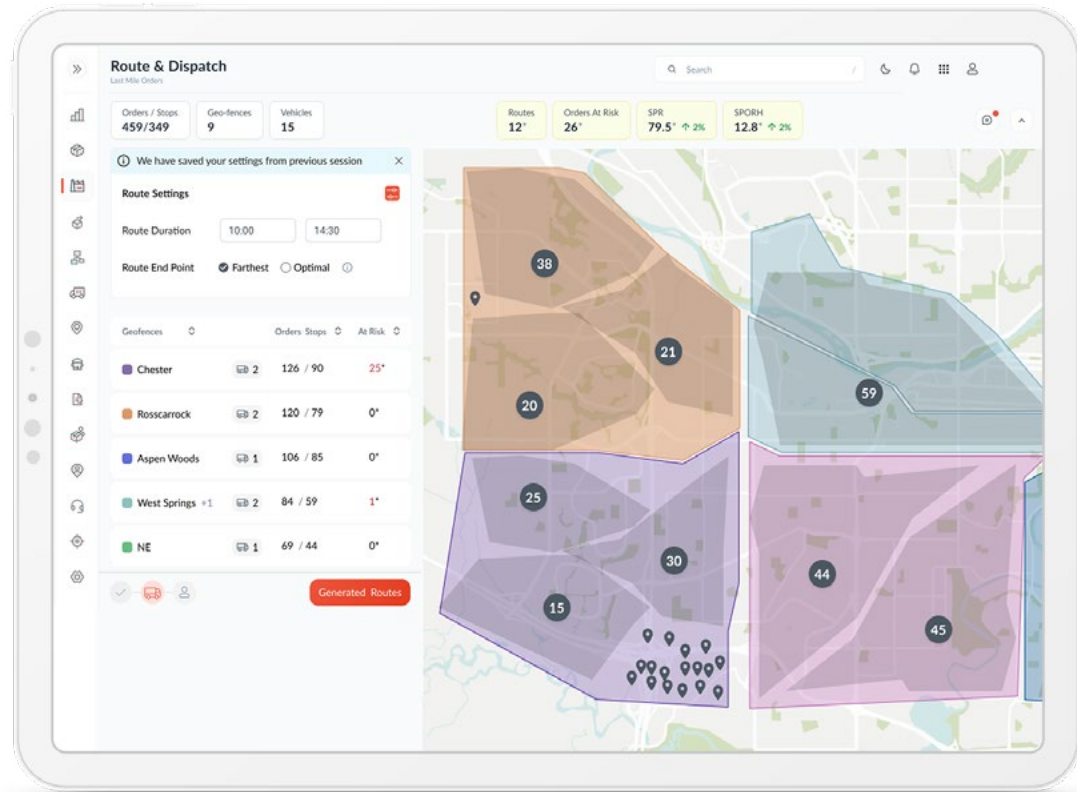 Route & Dispatch
Last Mile Orders
Search /
Orders / Stops
459/349
Geo-fences
9
Vehicles
15
Routes
12*
Orders At Risk
26*
SPR
79.5* ↑ 2%
SPORH
12.8* ↑ 2%
We have saved your settings from previous session
Route Settings
Route Duration 10:00 14:30
Route End Point Farthest Optimal
Geofences Orders Stops At Risk
Chester 2 126 / 90 25*
Rosscarrock 2 120 / 79 0*
Aspen Woods 1 106 / 85 0*
West Springs +1 2 84 / 59 1*
NE 1 69 / 44 0*
Generated Routes
38
21
20
59
25
30
15
44
45